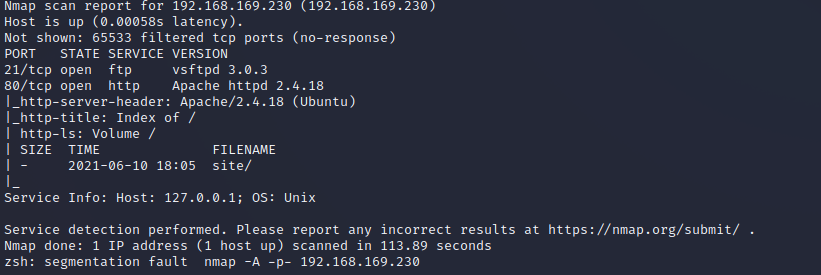 Nmap scan report for 192.168.169.230 (192.168.169.230)
Host is up (0.00058s latency).
Not shown: 65533 filtered tcp ports (no-response)
PORT   STATE SERVICE VERSION
21/tcp open  ftp     vsftpd 3.0.3
80/tcp open  http    Apache httpd 2.4.18
|_http-server-header: Apache/2.4.18 (Ubuntu)
|_http-title: Index of /
| http-ls: Volume /
| SIZE  TIME              FILENAME
| -     2021-06-10 18:05  site/
|_
Service Info: Host: 127.0.0.1; OS: Unix

Service detection performed. Please report any incorrect results at https://nmap.org/submit/ .
Nmap done: 1 IP address (1 host up) scanned in 113.89 seconds
zsh: segmentation fault  nmap -A -p- 192.168.169.230